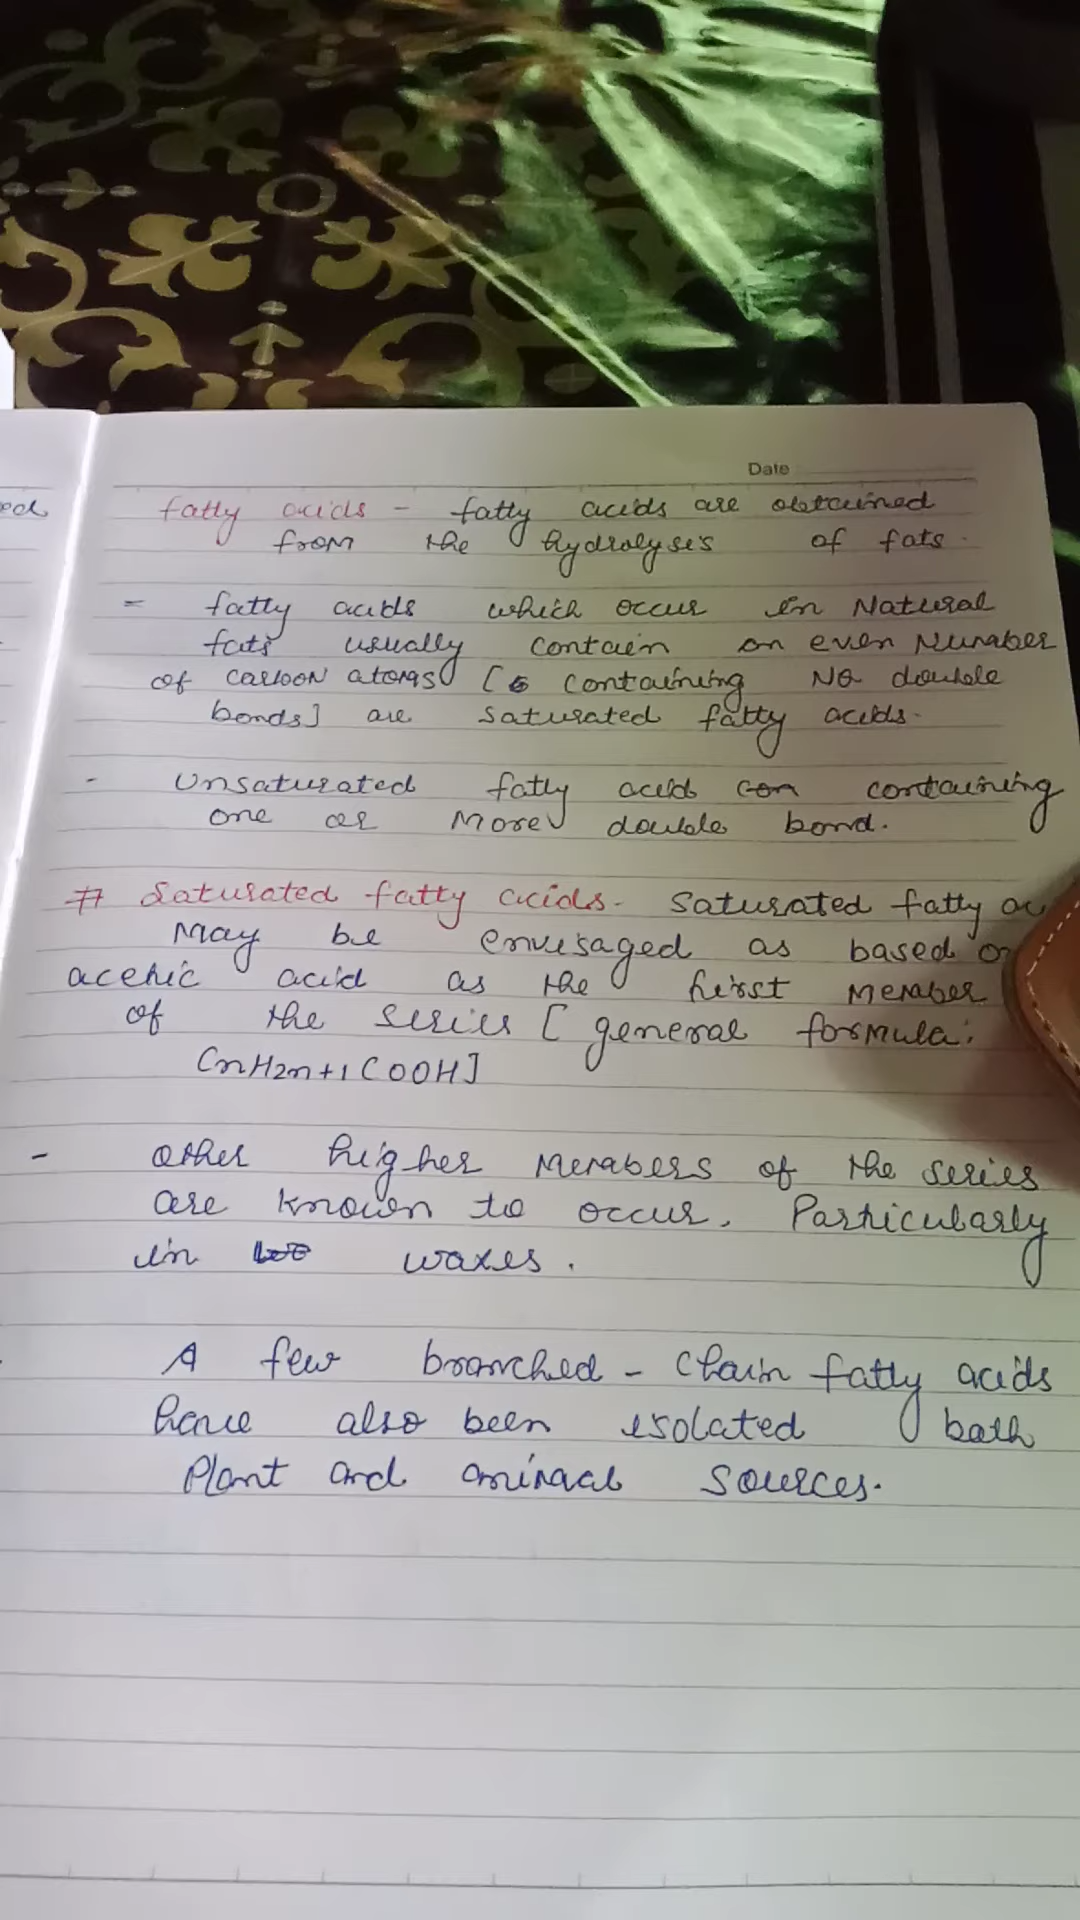 Date
ed
fatty acids - fatty acids are obtained
from the hydrolyses of fats.
= fatty acids which occur in Natural
fats usually contain an even Number
of carbon atoms [ containing No double
bonds] are saturated fatty acids.
- Unsaturated fatty acid con containing
one or More double bond.
# Saturated fatty acids - Saturated fatty ac
May be envisaged as based o
acetic acid as the first Member
of the series [ general formula:
CnH2n+1 COOH]
- Other higher Members of the series
are known to occur. Particularly
in waxes.
A few branched - chain fatty acids
have also been isolated bath
Plant and animal sources.